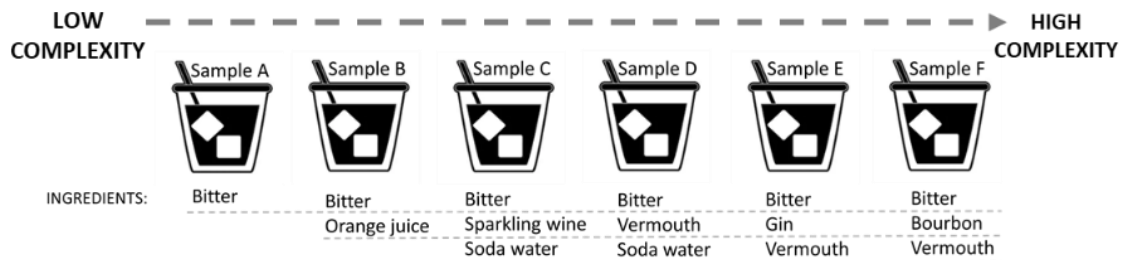 LOW
COMPLEXITY
HIGH
COMPLEXITY
Sample A Sample B Sample C Sample D Sample E Sample F
INGREDIENTS: Bitter Bitter Bitter Bitter Bitter Bitter
Orange juice Sparkling wine Vermouth Gin Bourbon
Soda water Soda water Vermouth Vermouth